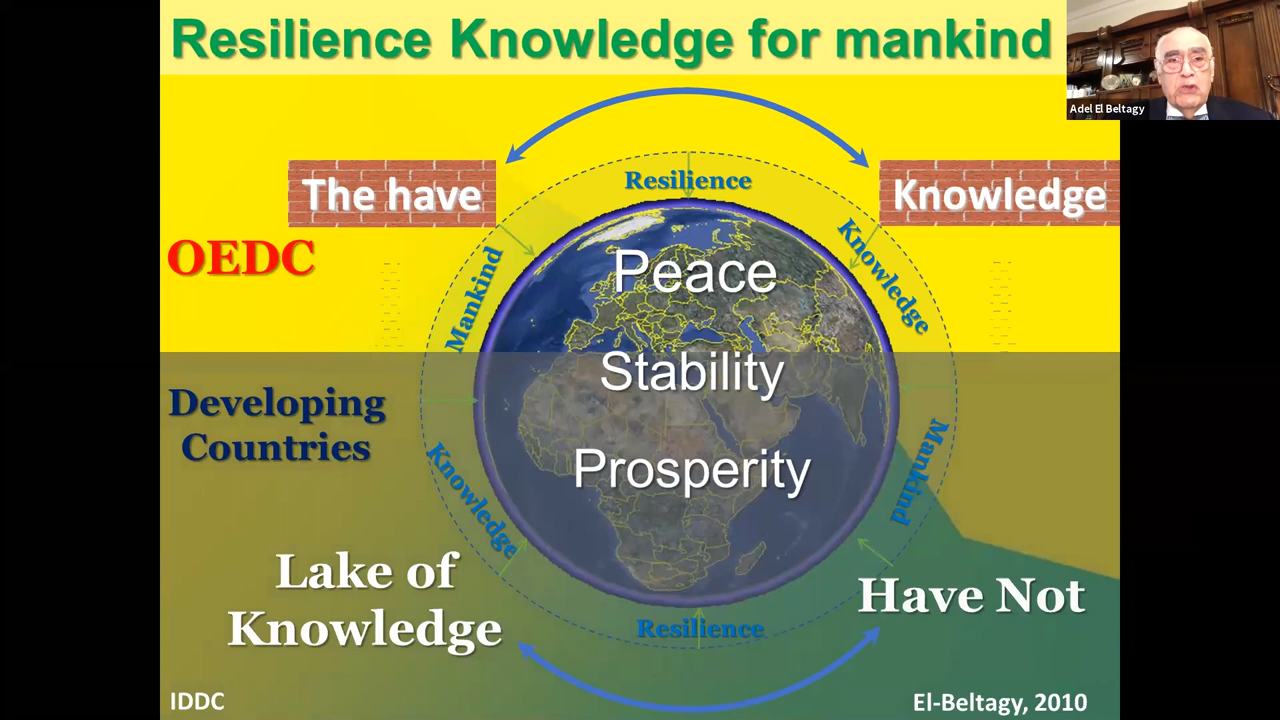 Resilience Knowledge for mankind
Adel El Beltagy
The have
Knowledge
OEDC
Resilience
Mankind
Knowledge
Peace
Stability
Prosperity
Developing
Countries
Knowledge
Mankind
Lake of
Knowledge
Have Not
Resilience
IDDC
El-Beltagy, 2010